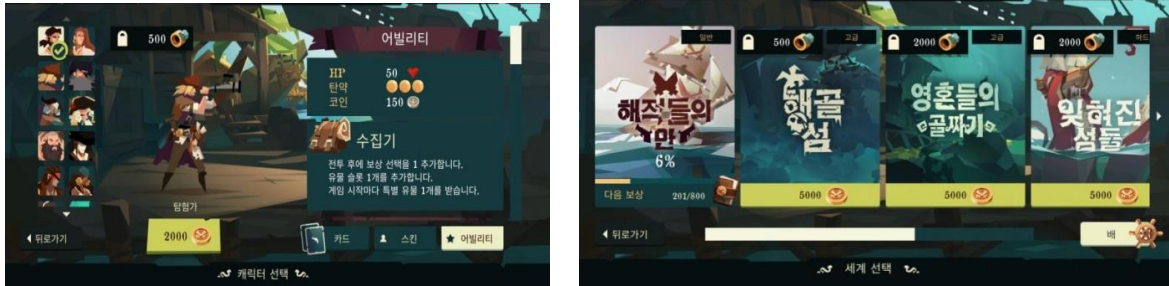 500
어빌리티
HP 50
탄약
코인 150
수집기
전투 후에 보상 선택을 1 추가합니다.
유물 슬롯 1개를 추가합니다.
게임 시작마다 특별 유물 1개를 받습니다.
탐험가
2000
뒤로가기
카드
스킨
어빌리티
캐릭터 선택
일반
해적들의
만
6%
다음 보상 201/800
500
고급
해골
섬
5000
2000
고급
영혼들의
골짜기
5000
2000
하드
잊혀진
섬들
5000
뒤로가기
배
세계 선택